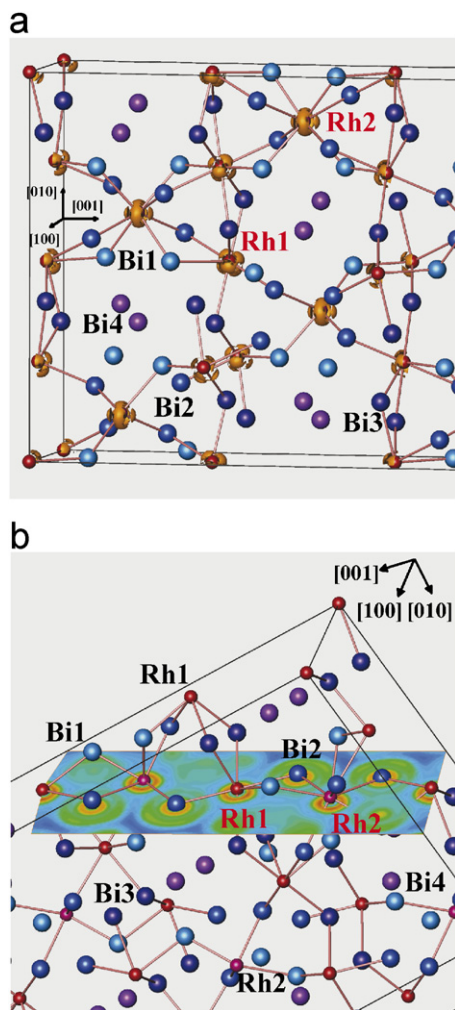 a
Rh2
[010]
[001]
[100]
Rh1
Bi1
Bi4
Bi2
Bi3
b
[001]
[100] [010]
Rh1
Bi1
Bi2
Rh1
Rh2
Bi3
Bi4
Rh2